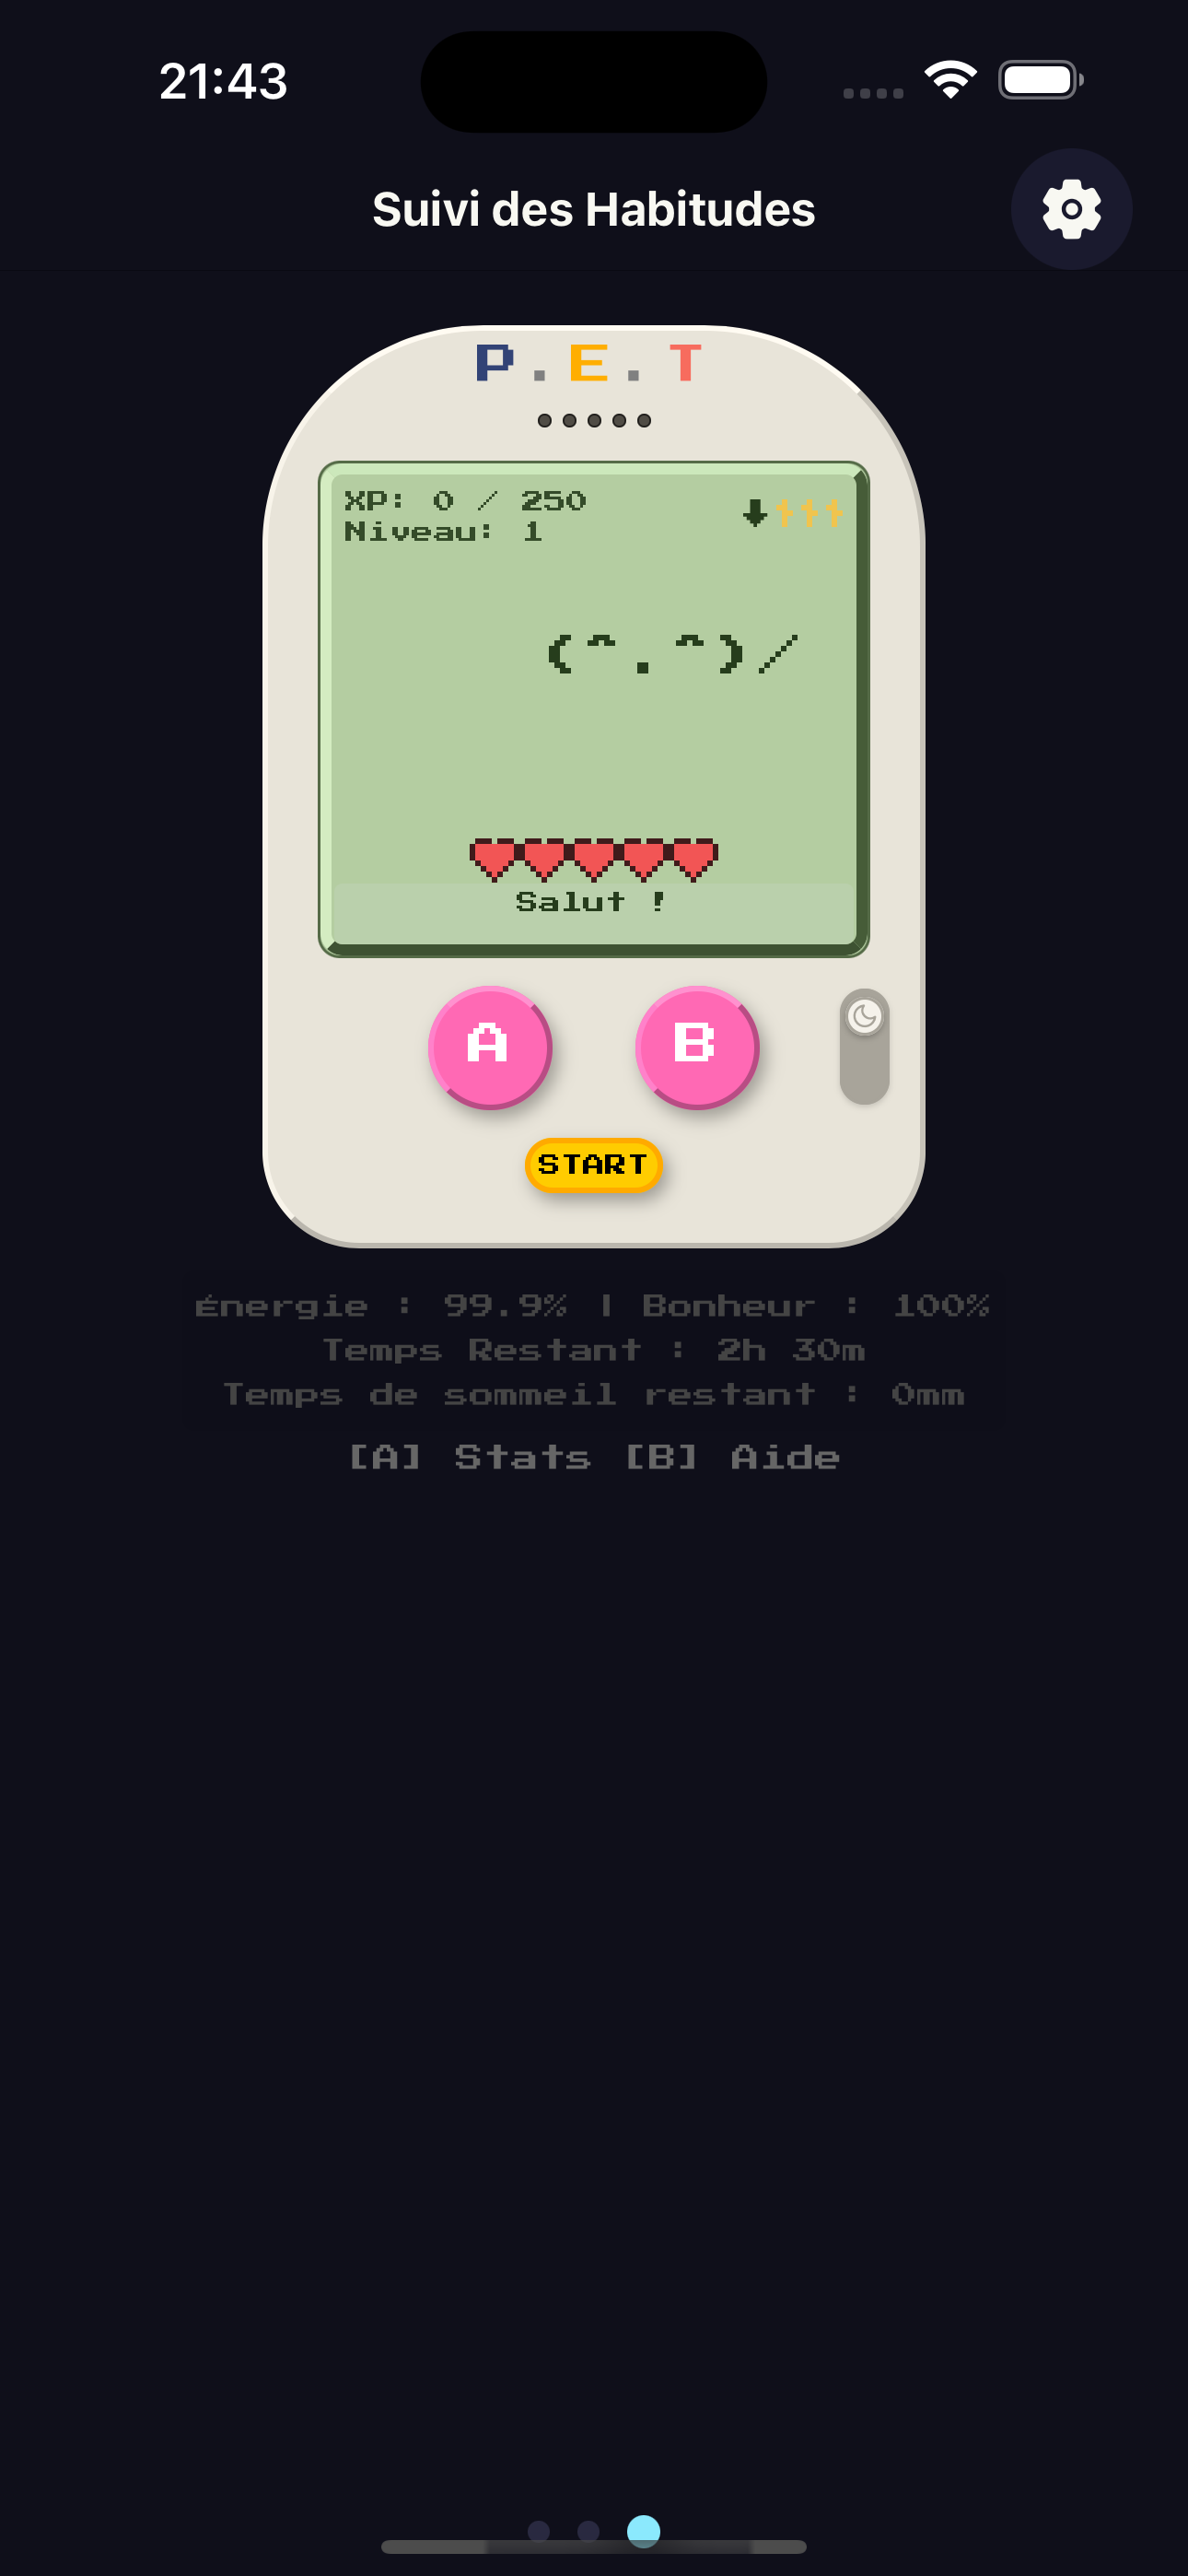 21:43
Suivi des Habitudes
P.E.T
XP: 0 / 250
Niveau: 1
(^.^)/
Salut !
A
B
START
Énergie : 99.9% | Bonheur : 100%
Temps Restant : 2h 30m
Temps de sommeil restant : 0mm
[A] Stats [B] Aide